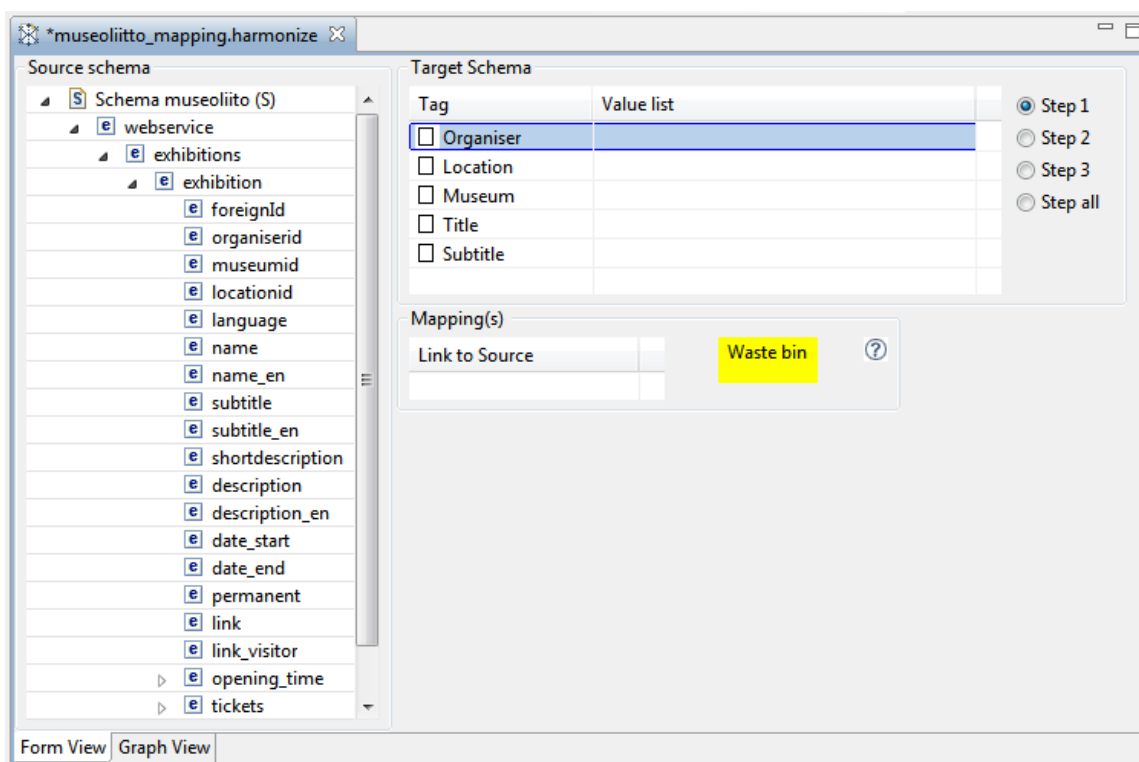 *museoliitto_mapping.harmonize
Source schema
Schema museoliito (S)
webservice
exhibitions
exhibition
foreignId
organiserid
museumid
locationid
language
name
name_en
subtitle
subtitle_en
shortdescription
description
description_en
date_start
date_end
permanent
link
link_visitor
opening_time
tickets
Target Schema
Tag Value list
Organiser
Location
Museum
Title
Subtitle
Step 1
Step 2
Step 3
Step all
Mapping(s)
Link to Source
Waste bin
Form View Graph View